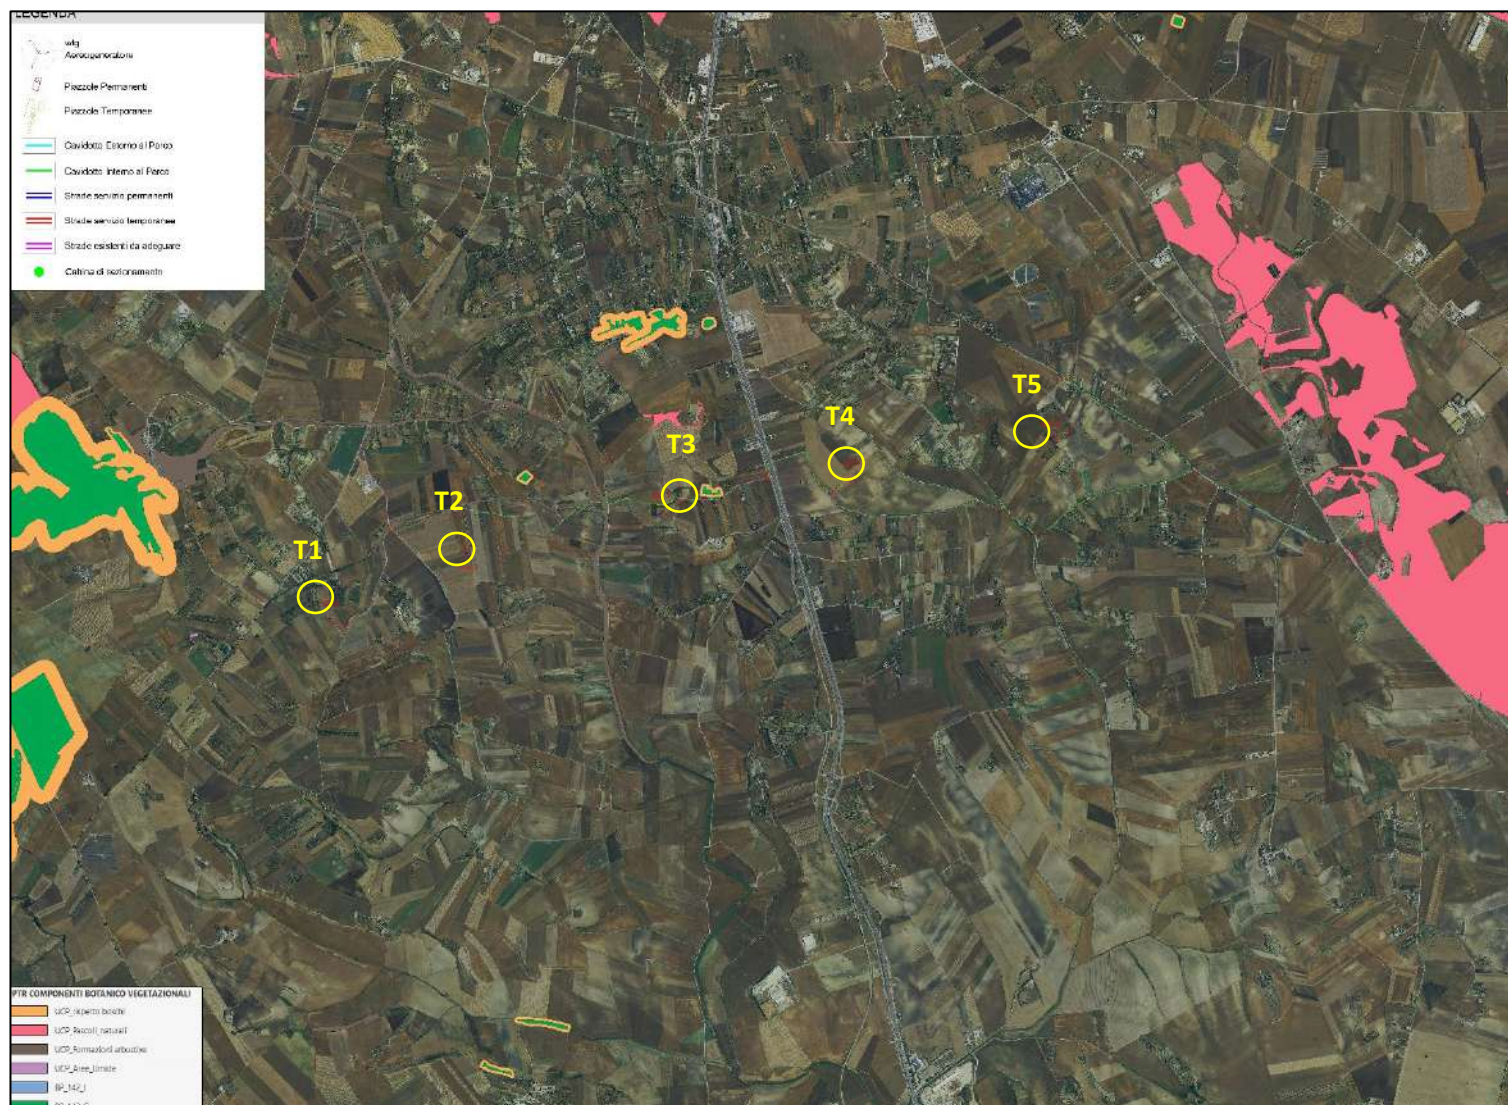 LEGENDA
wtg
Aerogeneratore
Piazzole Permanenti
Piazzole Temporanee
Cavidotto Esterno al Parco
Cavidotto Interno al Parco
Strade servizio permanenti
Strade servizio temporanee
Strade esistenti da adeguare
Cabina di sezionamento
T5
T4
T3
T2
T1
PTR COMPONENTI BOTANICO VEGETAZIONALI
UCP_rispetto boschi
UCP_Pascoli_naturali
UCP_Formazioni arbustive
UCP_Aree_Umide
BP_142_I